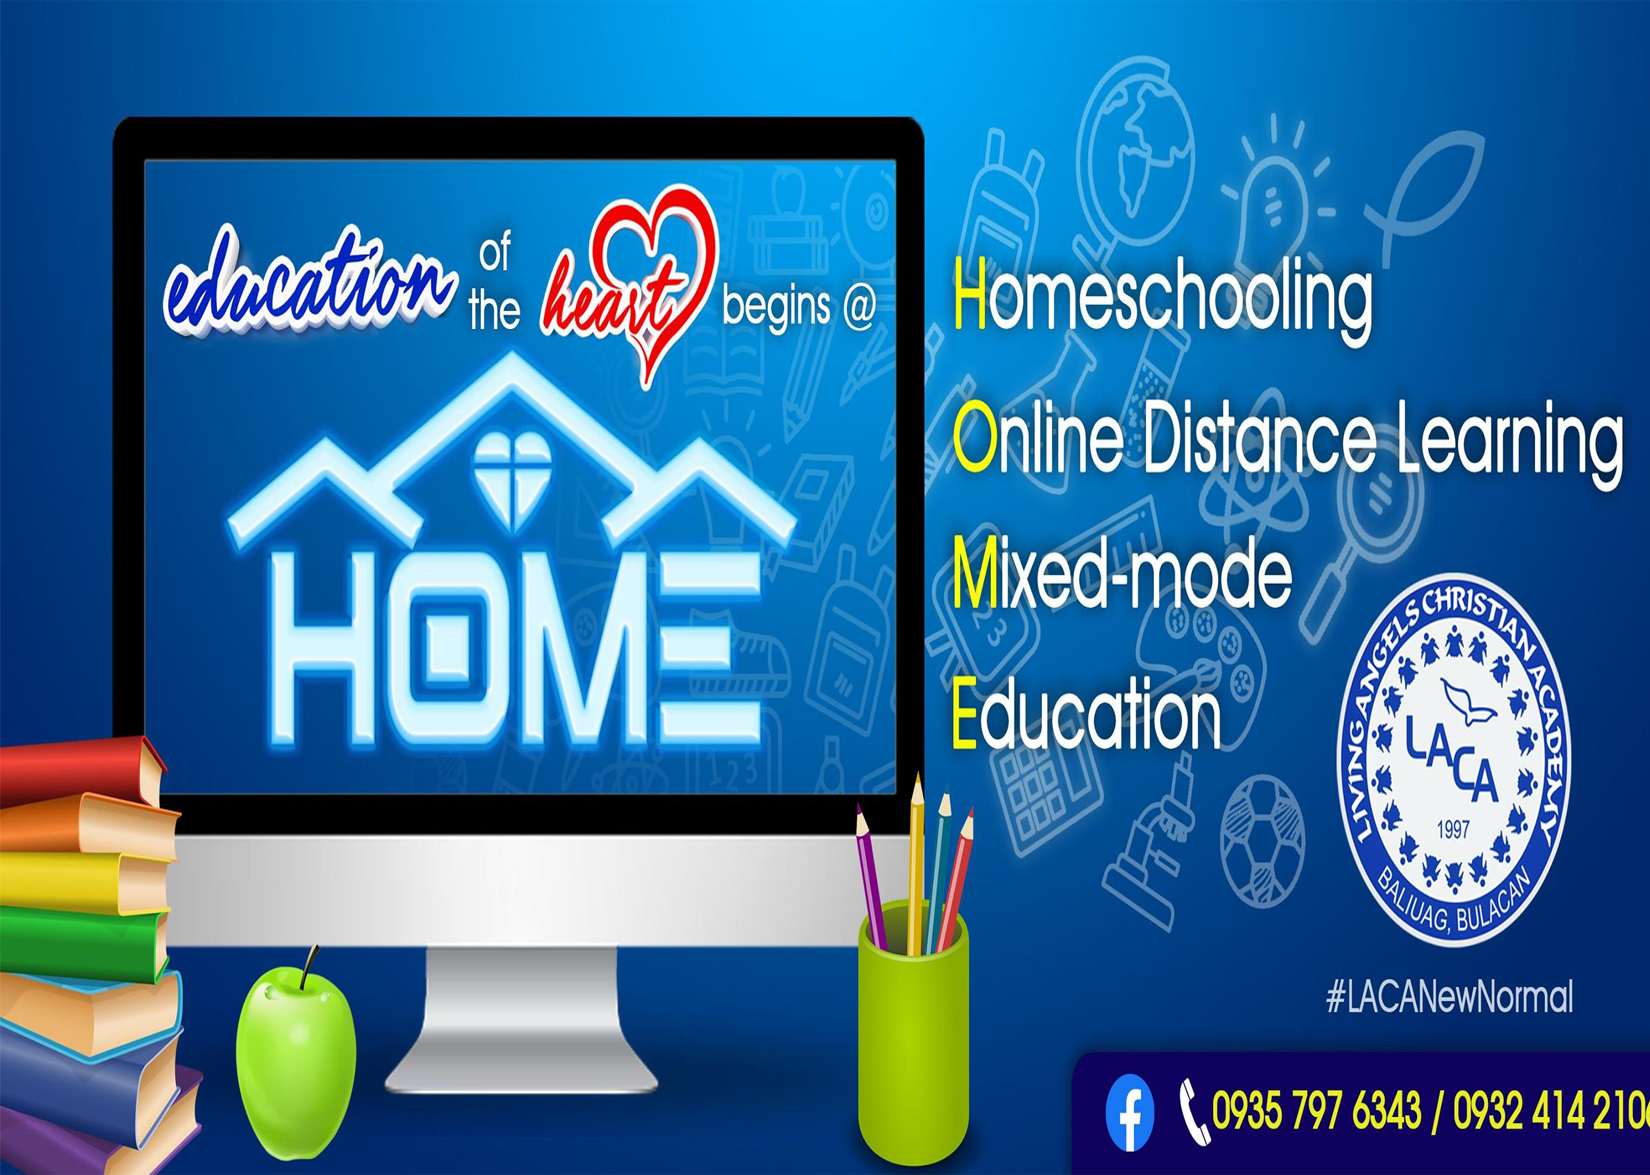 education of the heart begins @
HOME
Homeschooling
Online Distance Learning
Mixed-mode
Education
LIVING ANGELS CHRISTIAN ACADEMY
LACA
1997
BALIUAG, BULACAN
#LACANewNormal
0935 797 6343 / 0932 414 2106